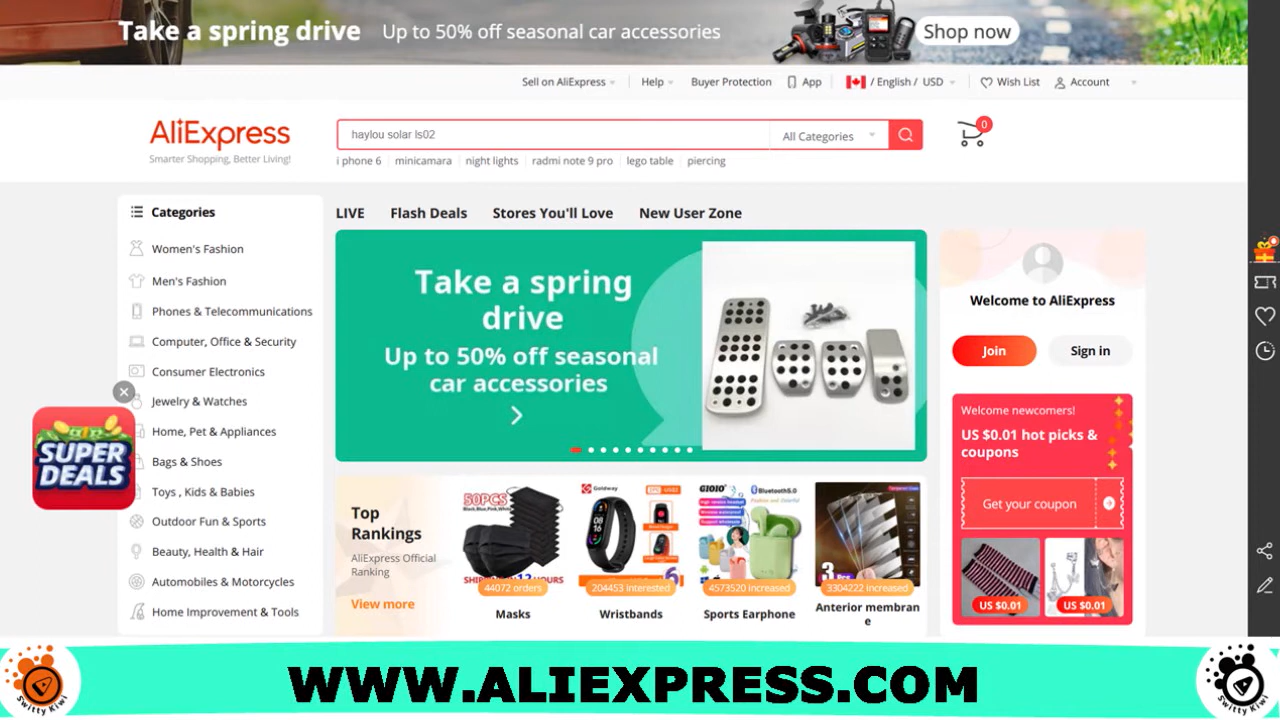 Take a spring drive Up to 50% off seasonal car accessories Shop now
Sell on AliExpress Help Buyer Protection App / English / USD Wish List Account
AliExpress
Smarter Shopping, Better Living!
haylou solar ls02 All Categories
0
i phone 6 minicamara night lights radmi note 9 pro lego table piercing
Categories
Women's Fashion
Men's Fashion
Phones & Telecommunications
Computer, Office & Security
Consumer Electronics
Jewelry & Watches
Home, Pet & Appliances
Bags & Shoes
Toys , Kids & Babies
Outdoor Fun & Sports
Beauty, Health & Hair
Automobiles & Motorcycles
Home Improvement & Tools
SUPER
DEALS
LIVE Flash Deals Stores You'll Love New User Zone
Take a spring
drive
Up to 50% off seasonal
car accessories
Welcome to AliExpress
Join Sign in
Welcome newcomers!
US $0.01 hot picks &
coupons
Get your coupon
US $0.01 US $0.01
Top
Rankings
AliExpress Official
Ranking
View more
50PCS
44072 orders
Masks
Goldway
204453 interested
Wristbands
GIOIO Bluetooth5.0
4573520 increased
Sports Earphone
3304222 increased
Anterior membran
e
WWW.ALIEXPRESS.COM
Switty Kiwi
Switty Kiwi